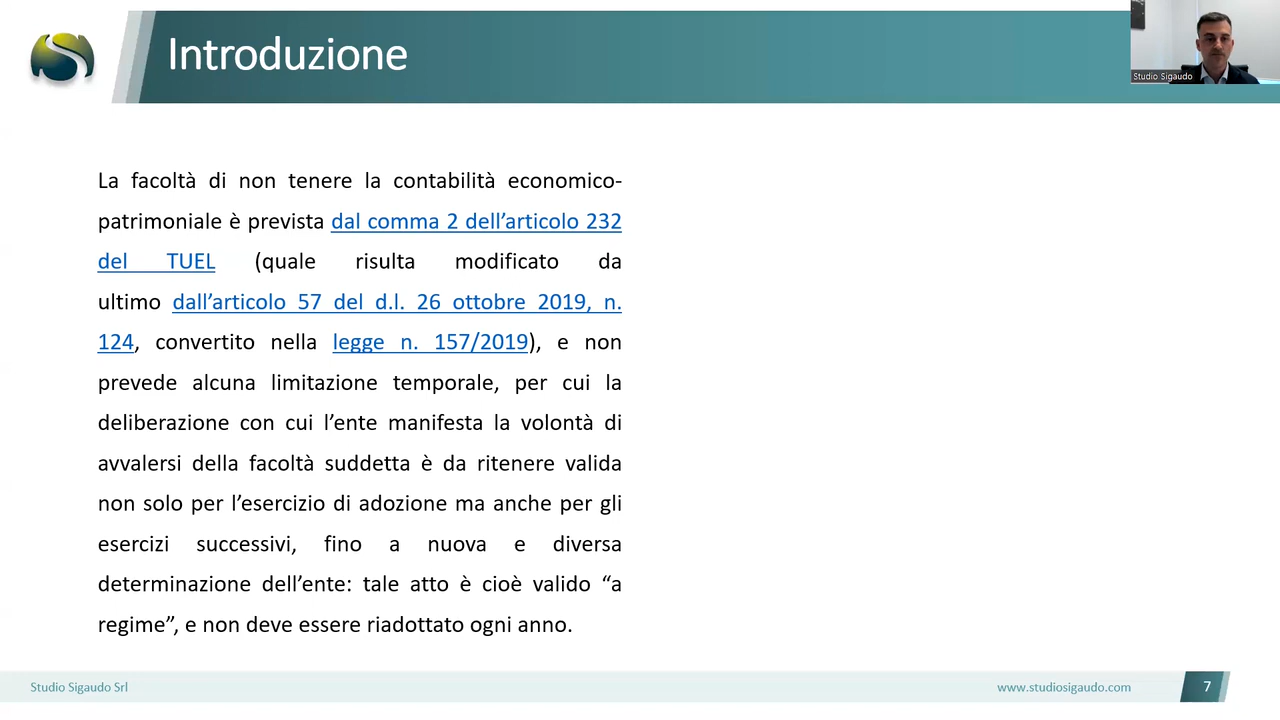 Introduzione
Studio Sigaudo
La facoltà di non tenere la contabilità economico-
patrimoniale è prevista dal comma 2 dell’articolo 232
del TUEL (quale risulta modificato da
ultimo dall’articolo 57 del d.l. 26 ottobre 2019, n.
124, convertito nella legge n. 157/2019), e non
prevede alcuna limitazione temporale, per cui la
deliberazione con cui l’ente manifesta la volontà di
avvalersi della facoltà suddetta è da ritenere valida
non solo per l’esercizio di adozione ma anche per gli
esercizi successivi, fino a nuova e diversa
determinazione dell’ente: tale atto è cioè valido “a
regime”, e non deve essere riadottato ogni anno.
Studio Sigaudo Srl
www.studiosigaudo.com
7